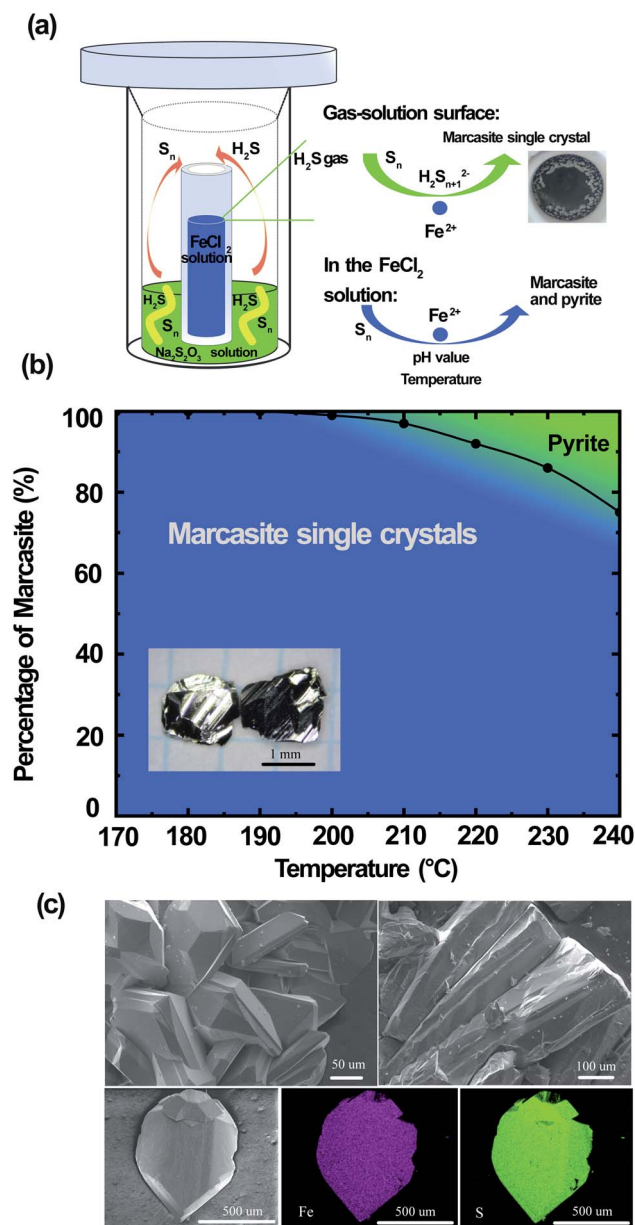 (a)
Gas-solution surface:
Marcasite single crystal
Sₙ
H₂S
H₂S gas
Sₙ
H₂Sₙ₊₁²⁻
Fe²⁺
FeCl₂
solution
In the FeCl₂
solution:
Marcasite
and pyrite
Fe²⁺
Sₙ
pH value
Temperature
H₂S
Sₙ
H₂S
Sₙ
Na₂S₂O₃ solution
(b)
Percentage of Marcasite (%)
100
80
60
40
20
0
Pyrite
Marcasite single crystals
1 mm
170 180 190 200 210 220 230 240
Temperature (°C)
(c)
50 um
100 um
500 um
Fe
500 um
S
500 um